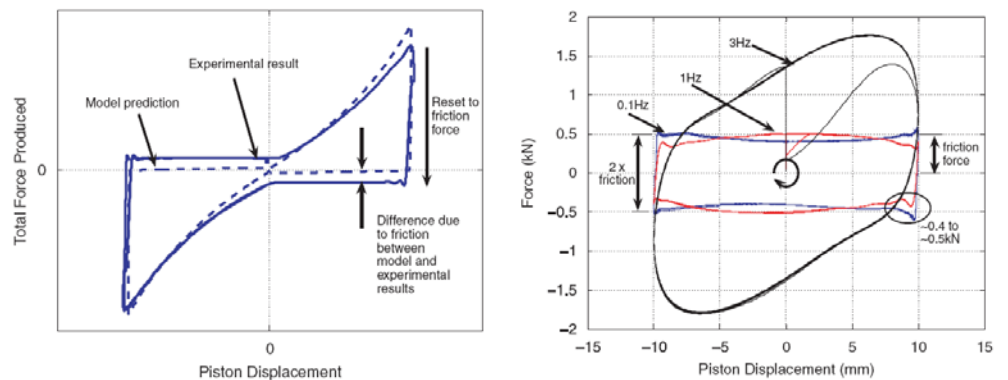 Total Force Produced
0
Model prediction
Experimental result
Reset to
friction
force
Difference due
to friction
between
model and
experimental
results
0
Piston Displacement
Force (kN)
2
1.5
1
0.5
0
−0.5
−1
−1.5
−2
3Hz
1Hz
0.1Hz
2 x
friction
friction
force
−0.4 to
−0.5kN
−15
−10
−5
0
5
10
15
Piston Displacement (mm)